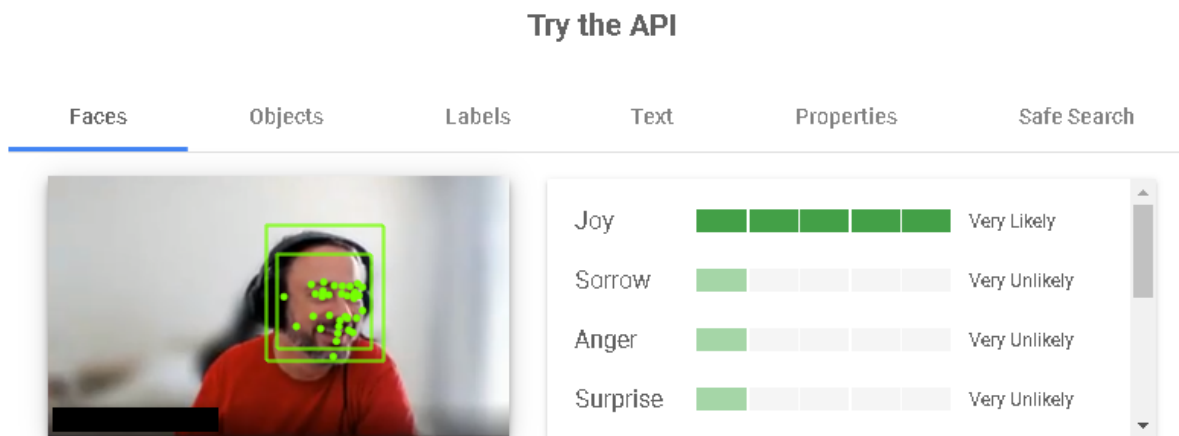 Try the API
Faces Objects Labels Text Properties Safe Search
Joy Very Likely
Sorrow Very Unlikely
Anger Very Unlikely
Surprise Very Unlikely